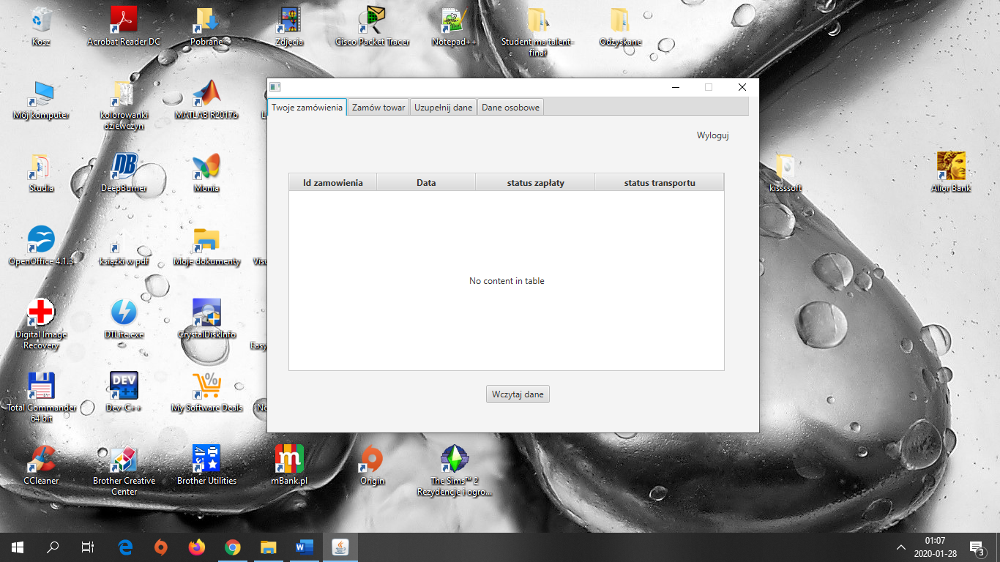 Kosz
Acrobat Reader DC
Pobrane
Zdjęcia
Cisco Packet Tracer
Notepad++
Student ma talent-
finał
Odzyskane
Mój komputer
kolorowanki
dziewczyn
MATLAB R2017b
Twoje zamówienia
Zamów towar
Uzupełnij dane
Dane osobowe
Wyloguj
Studia
DeepBurner
Monia
Id zamowienia
Data
status zapłaty
status transportu
kissssoft
Alior Bank
OpenOffice 4.1.3
książki w pdf
Moje dokumenty
Visu
No content in table
Digital Image
Recovery
DTLite.exe
CrystalDiskInfo
Easy
Wczytaj dane
Total Commander
64 bit
DEV
C++
Dev-C++
My Software Deals
Ne
CCleaner
Brother Creative
Center
Brother Utilities
m
mBank.pl
Origin
The Sims™ 2
Rezydencje i ogro...
W
01:07
2020-01-28
3